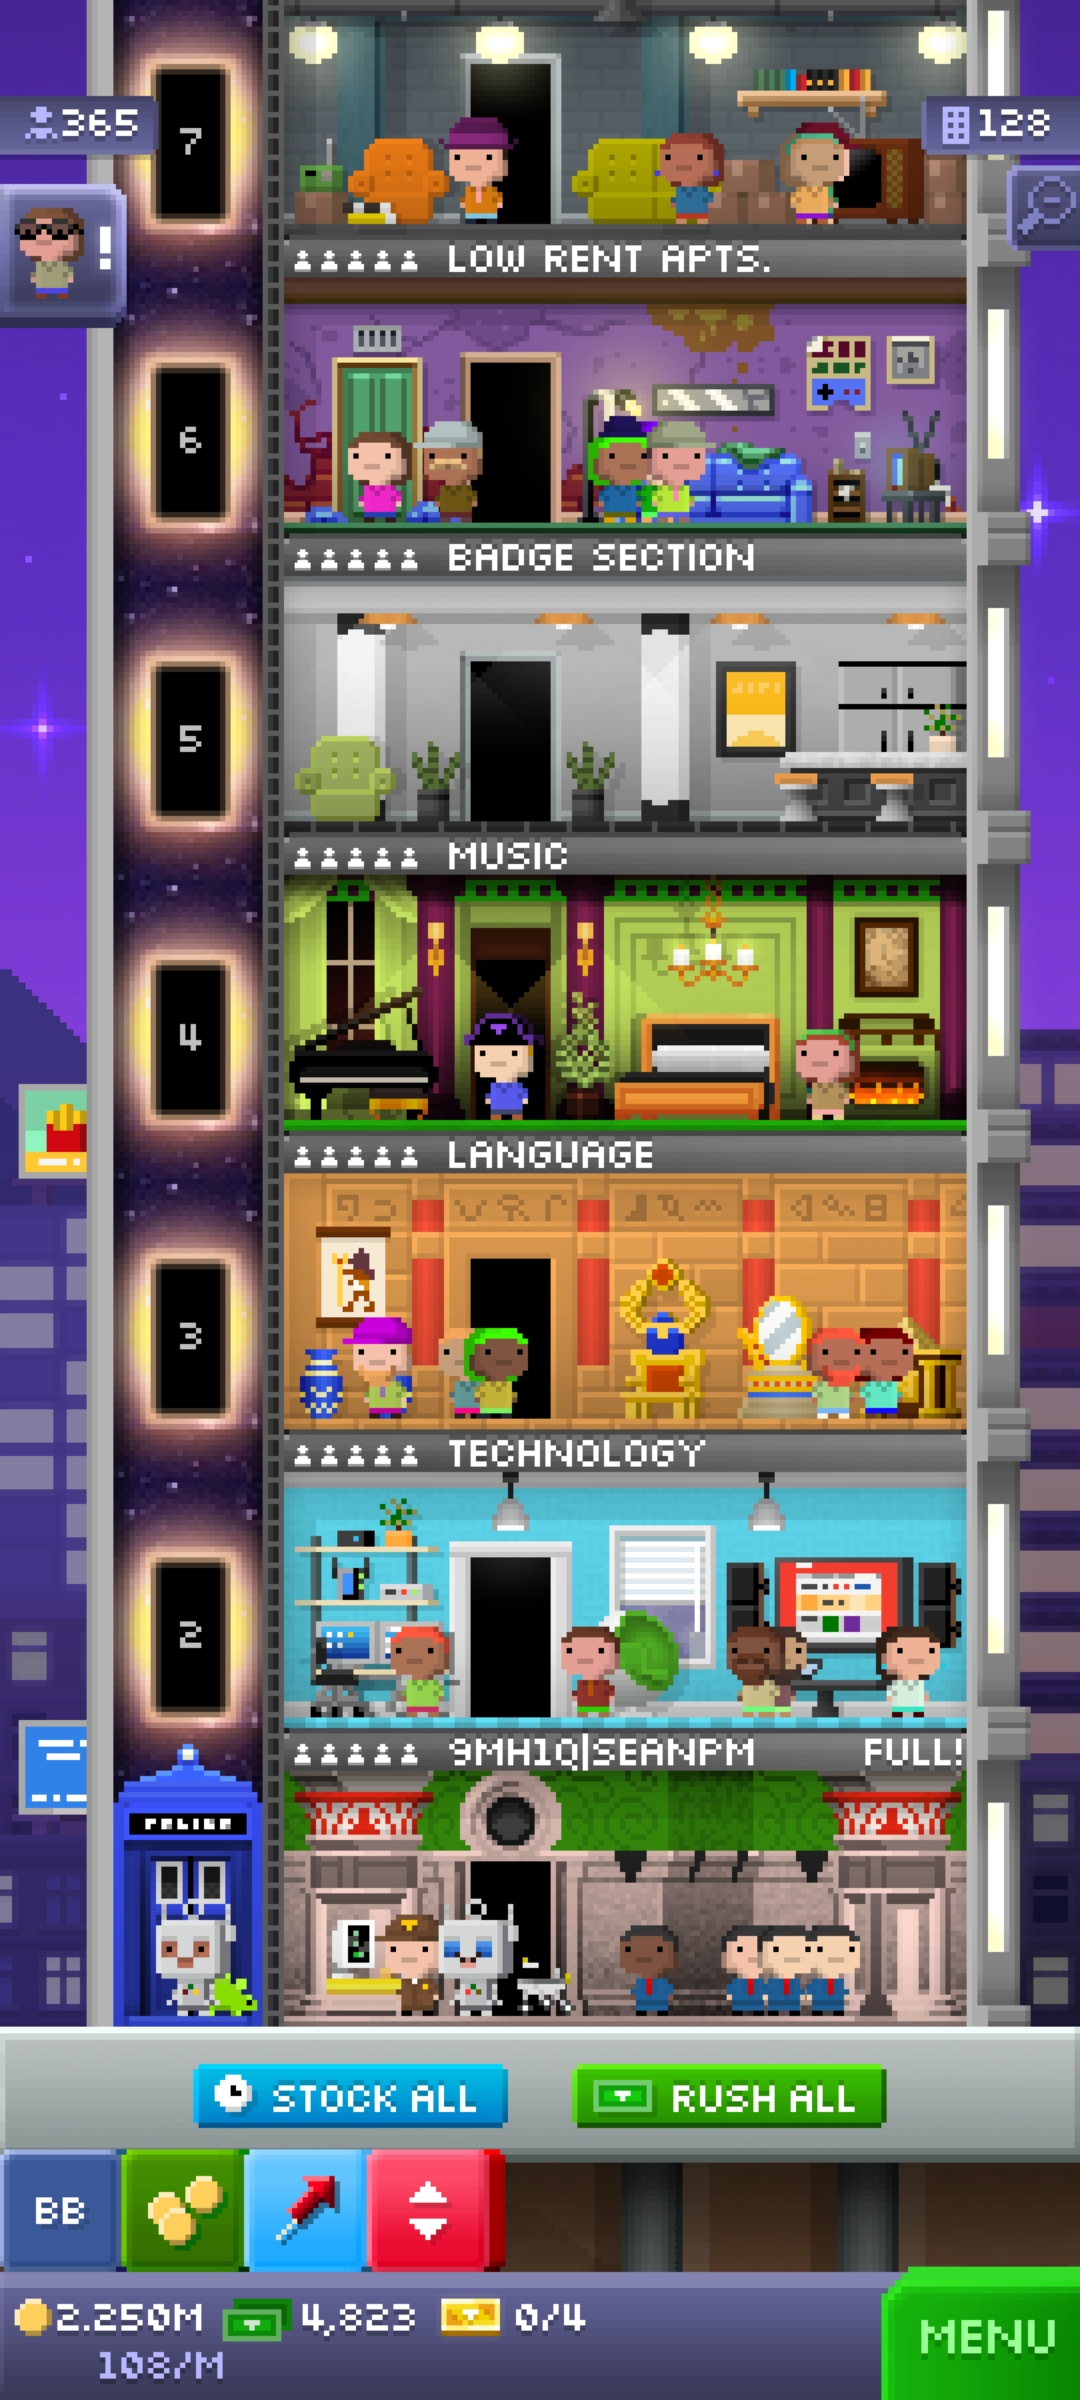 7
365
128
!
LOW RENT APTS.
6
BADGE SECTION
5
MUSIC
4
LANGUAGE
3
TECHNOLOGY
2
9MH1Q|SEANPM FULL!
POLICE
STOCK ALL
RUSH ALL
BB
2.250M 4,823 0/4
108/M
MENU